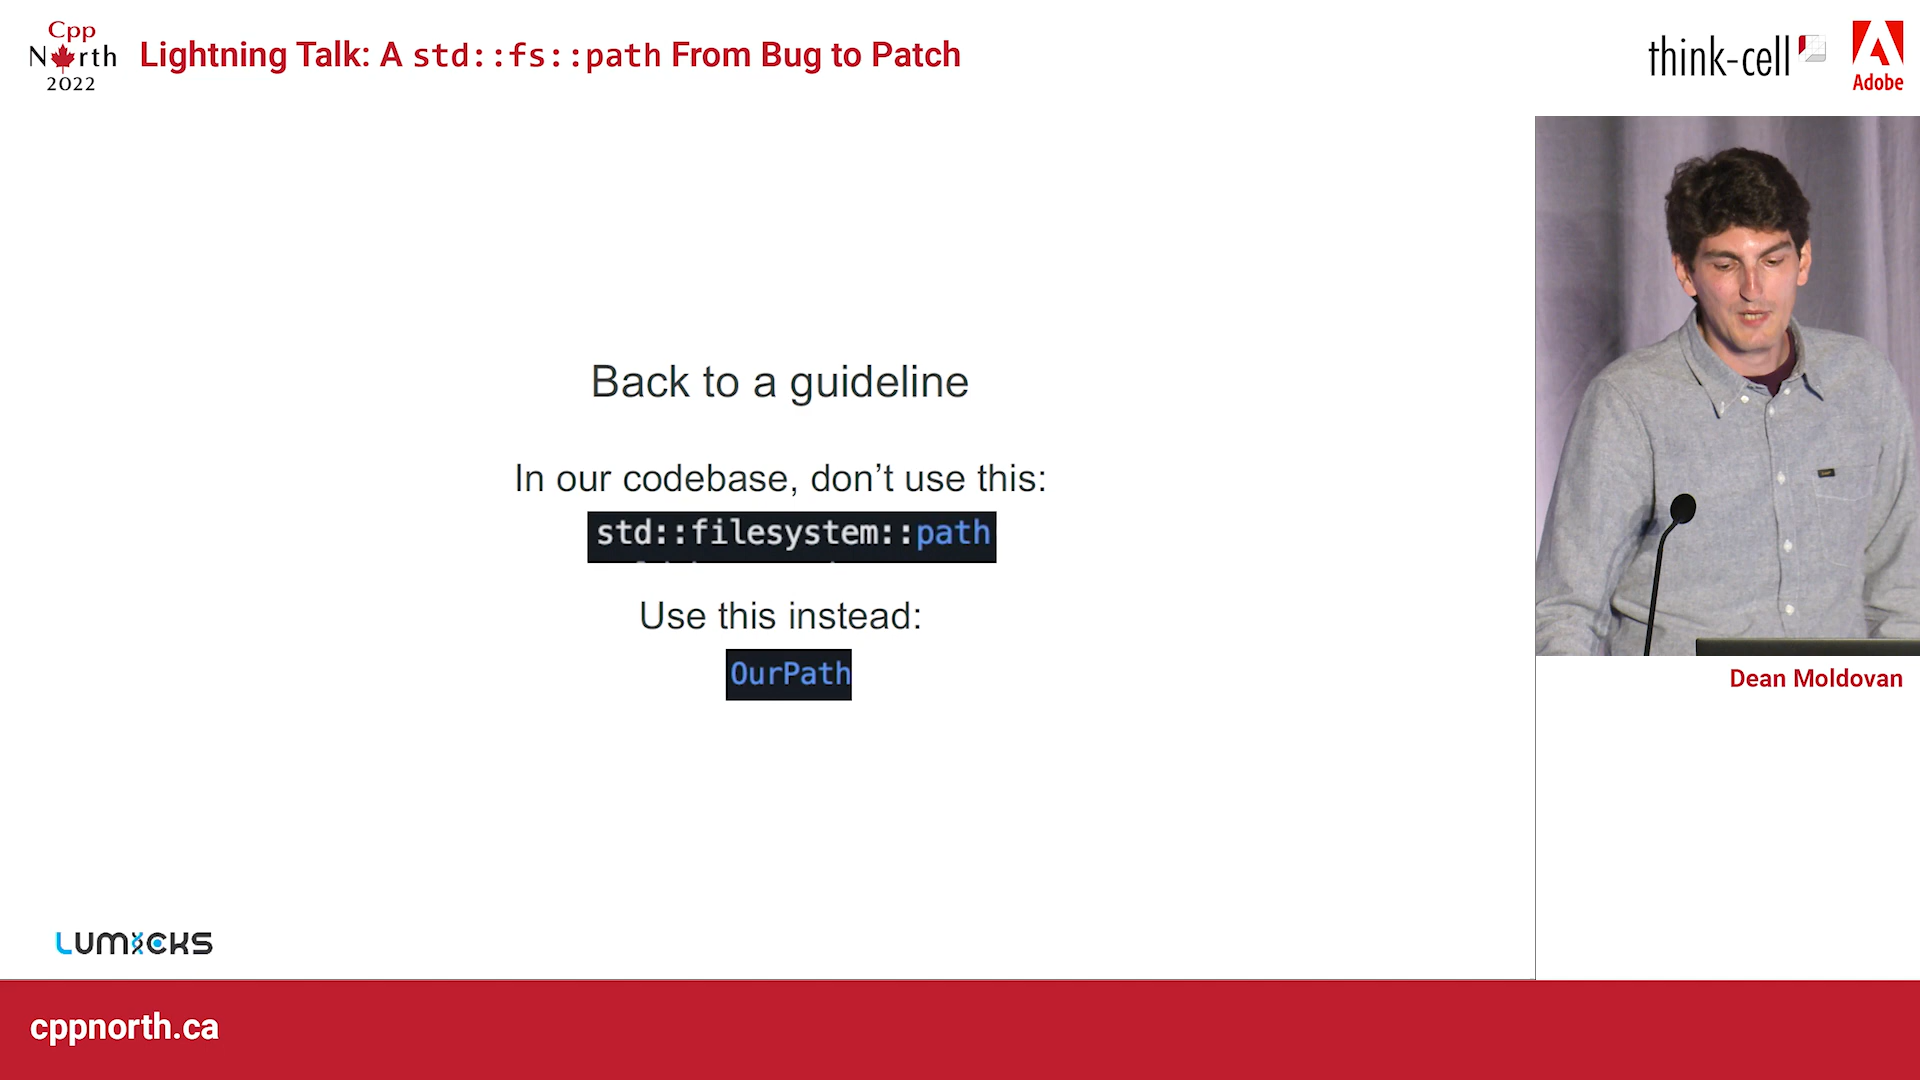 Cpp
North
2022
Lightning Talk: A std::fs::path From Bug to Patch
think-cell
Adobe
Back to a guideline
In our codebase, don’t use this:
std::filesystem::path
Use this instead:
OurPath
Dean Moldovan
LUMICKS
cppnorth.ca